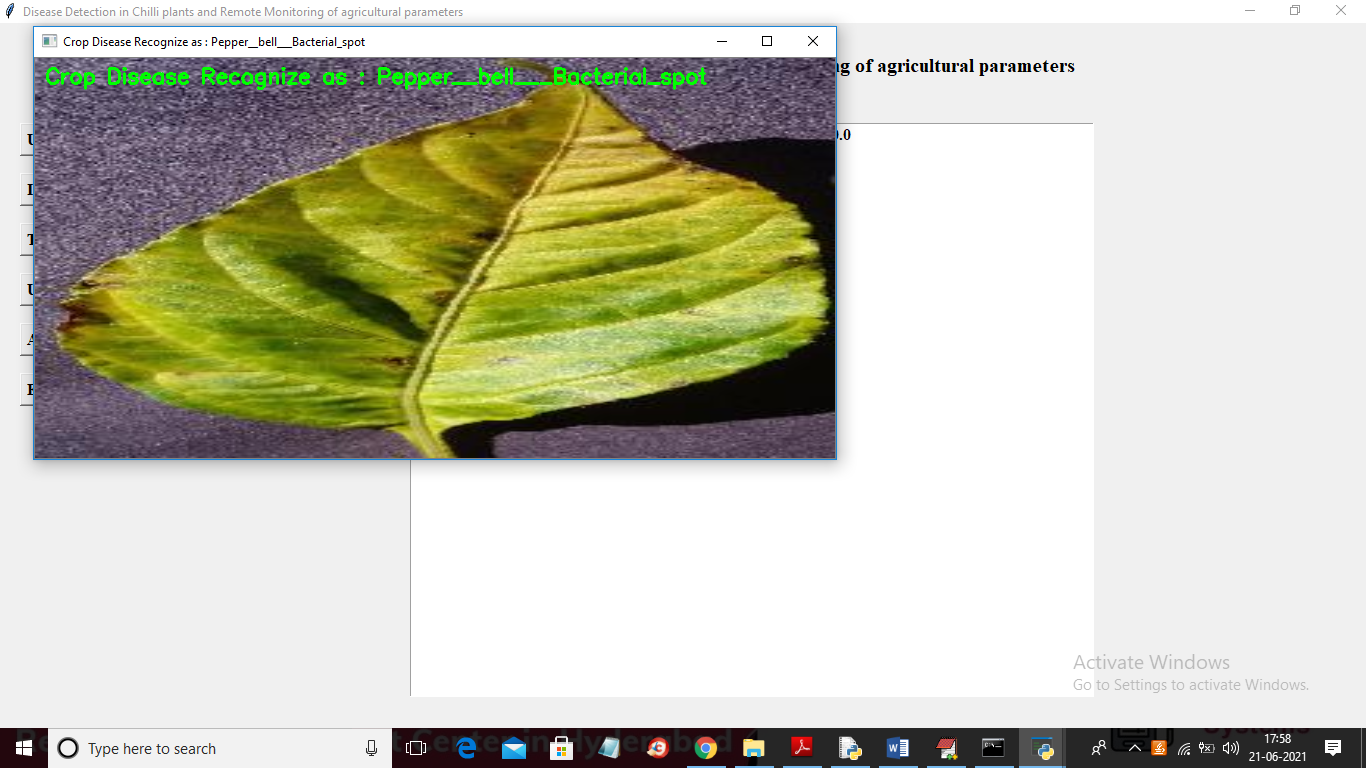 Disease Detection in Chilli plants and Remote Monitoring of agricultural parameters
Crop Disease Recognize as : Pepper__bell___Bacterial_spot
Crop Disease Recognize as : Pepper__bell___Bacterial_spot
ng of agricultural parameters
.0
Activate Windows
Go to Settings to activate Windows.
Type here to search
17:58
21-06-2021